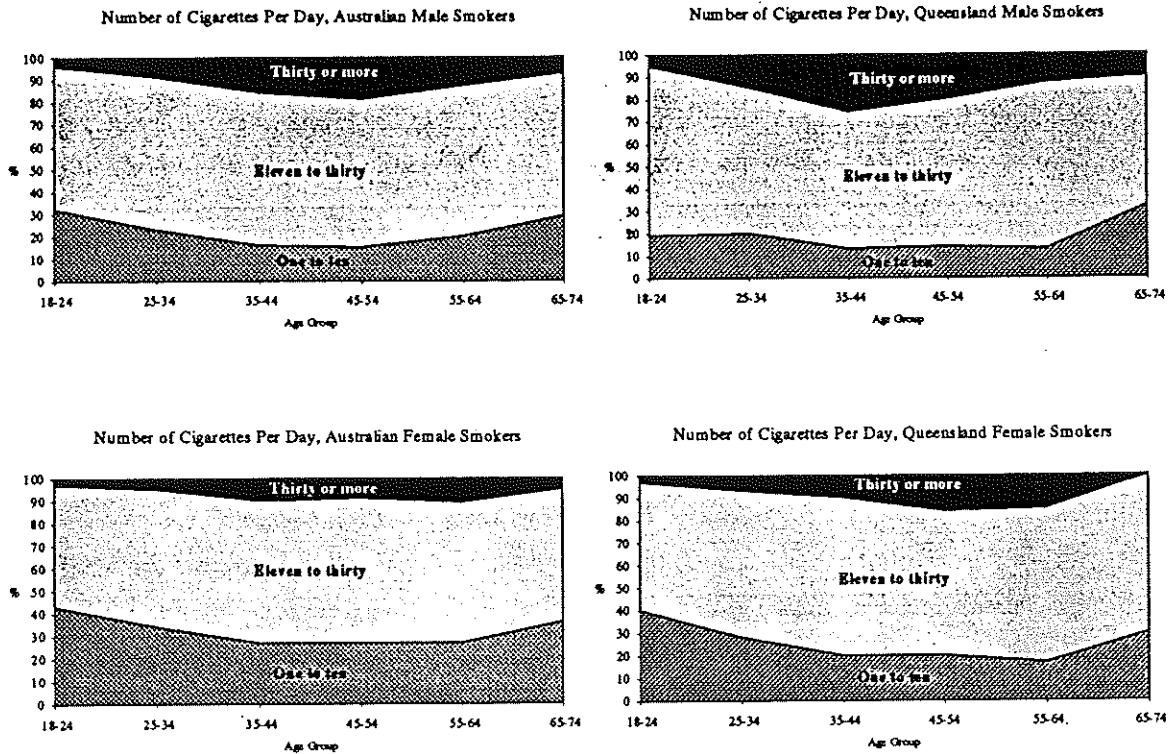 Number of Cigarettes Per Day, Australian Male Smokers
100
90
80
70
60
50
40
30
20
10
0
%
Thirty or more
Eleven to thirty
One to ten
18-24 25-34 35-44 45-54 55-64 65-74
Age Group
Number of Cigarettes Per Day, Queensland Male Smokers
100
90
80
70
60
50
40
30
20
10
0
%
Thirty or more
Eleven to thirty
One to ten
18-24 25-34 35-44 45-54 55-64 65-74
Age Group
Number of Cigarettes Per Day, Australian Female Smokers
100
90
80
70
60
50
40
30
20
10
0
%
Thirty or more
Eleven to thirty
One to ten
18-24 25-34 35-44 45-54 55-64 65-74
Age Group
Number of Cigarettes Per Day, Queensland Female Smokers
100
90
80
70
60
50
40
30
20
10
0
%
Thirty or more
Eleven to thirty
One to ten
18-24 25-34 35-44 45-54 55-64 65-74
Age Group